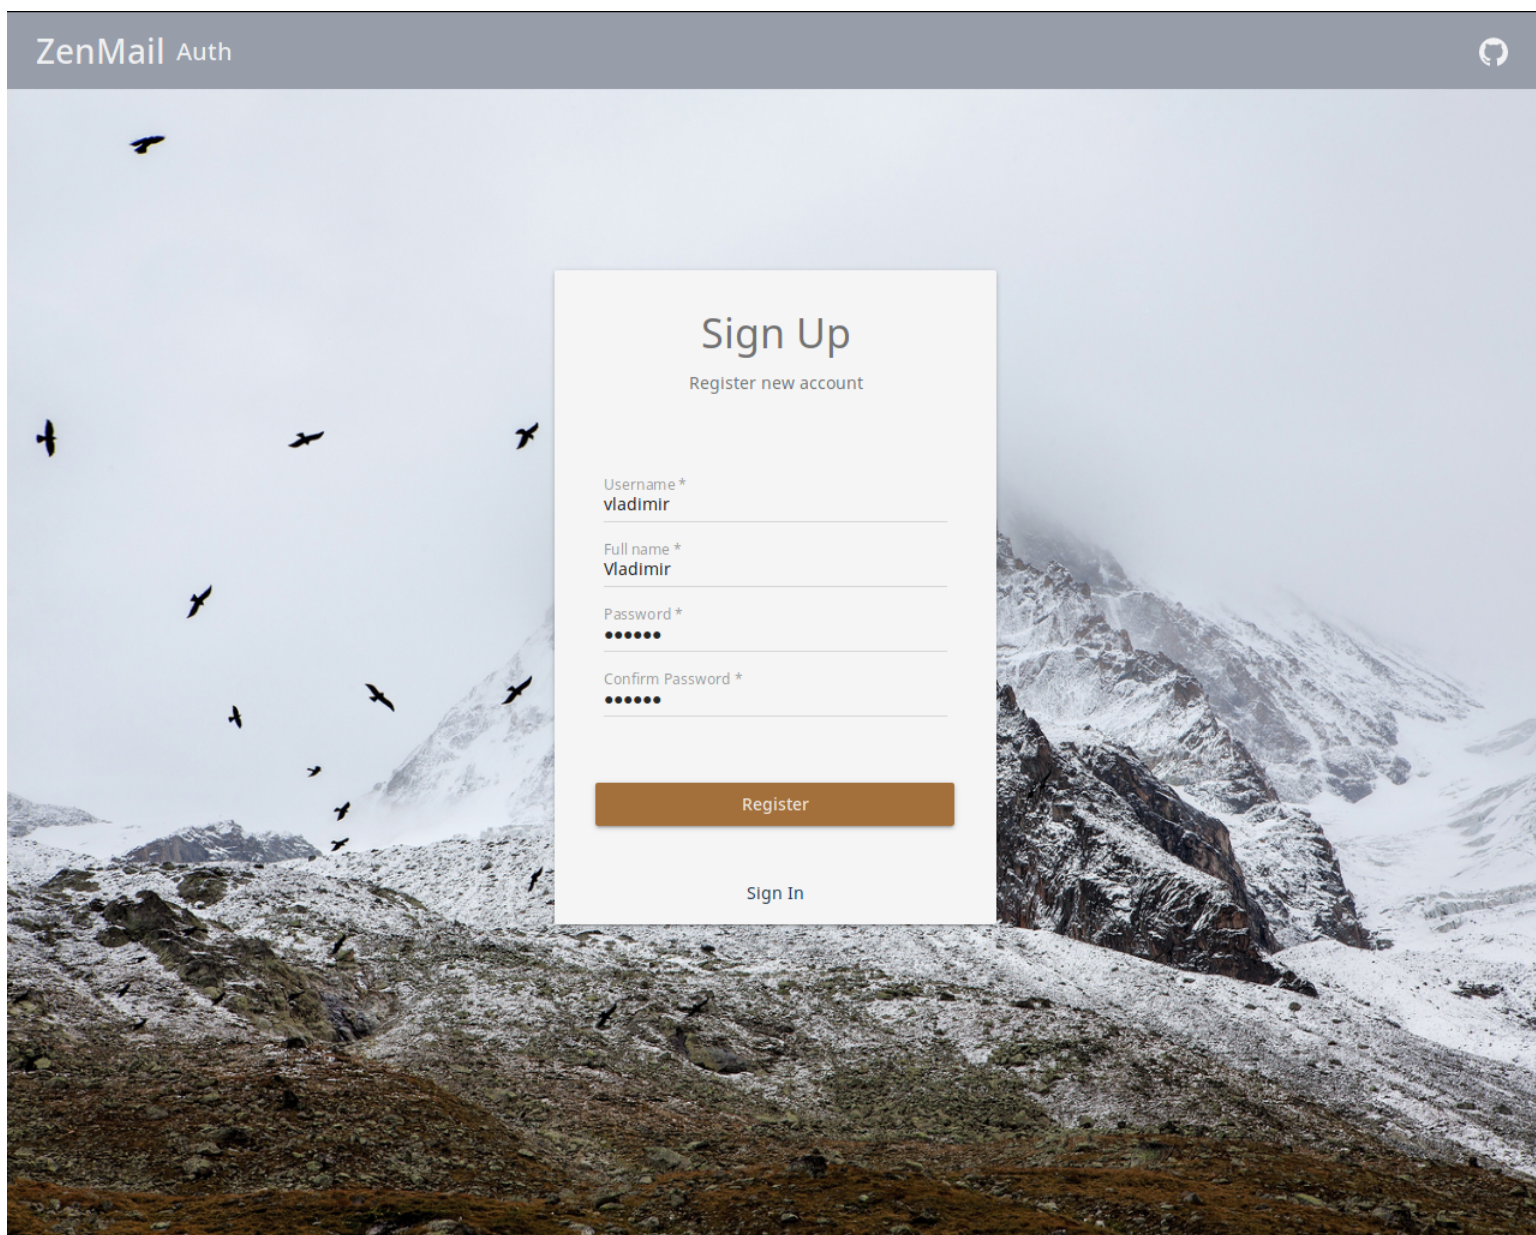 ZenMail Auth
Sign Up
Register new account
Username *
vladimir
Full name *
Vladimir
Password *
●●●●●●
Confirm Password *
●●●●●●
Register
Sign In